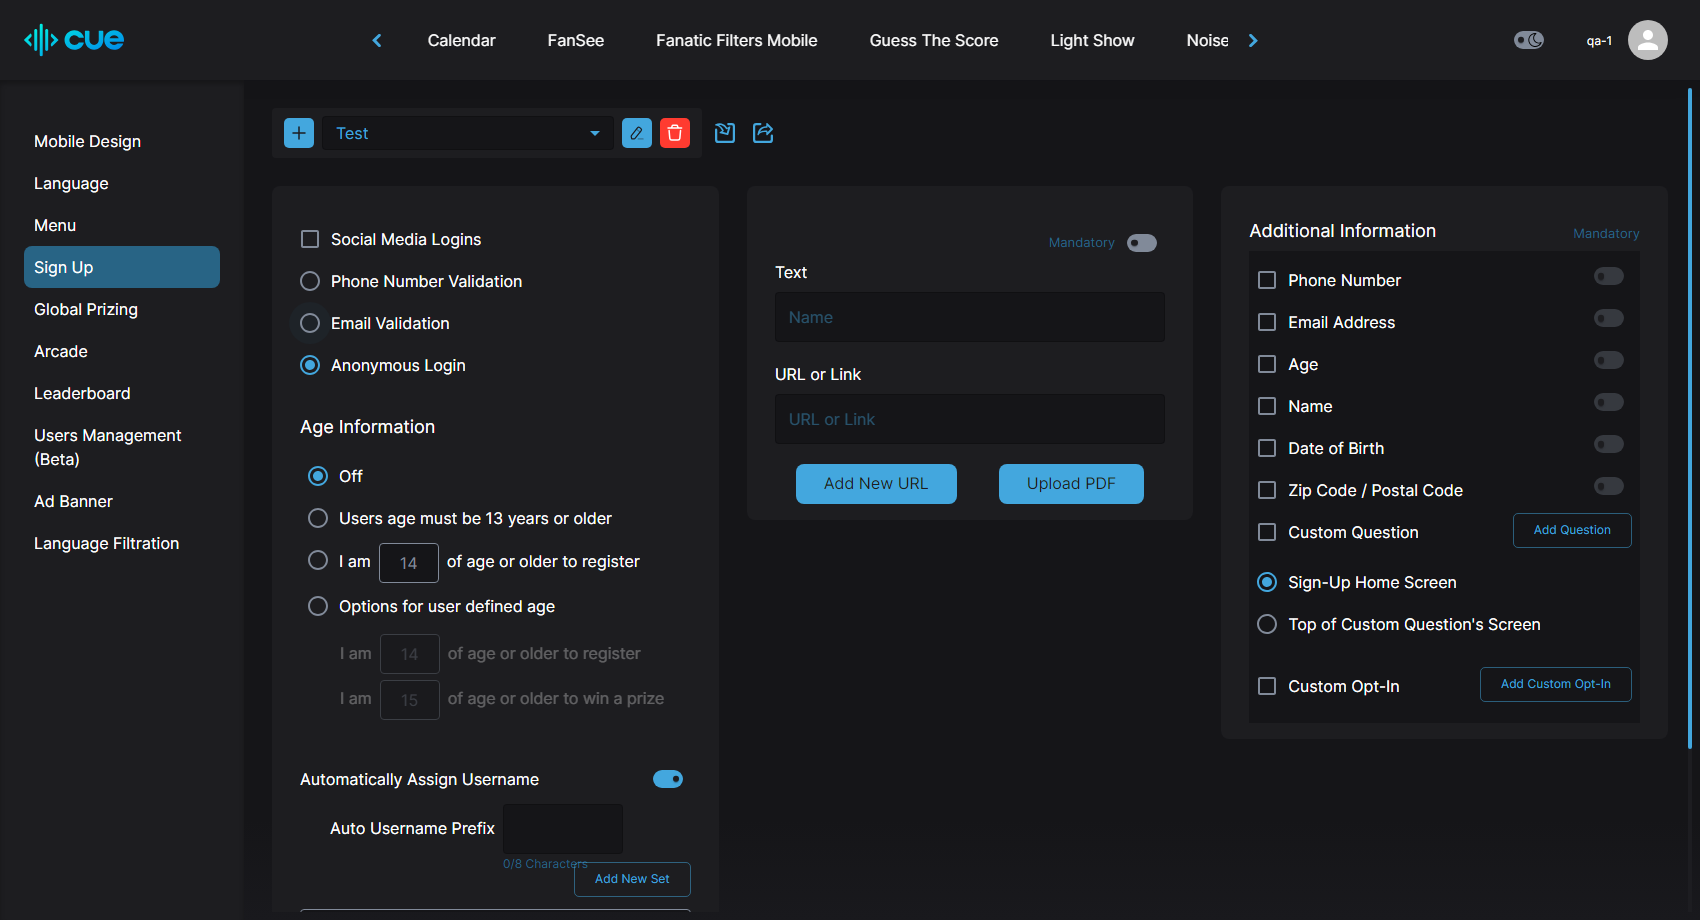 cue
Calendar
FanSee
Fanatic Filters Mobile
Guess The Score
Light Show
Noise
qa-1
Mobile Design
Language
Menu
Sign Up
Global Prizing
Arcade
Leaderboard
Users Management
(Beta)
Ad Banner
Language Filtration
Test
Social Media Logins
Phone Number Validation
Email Validation
Anonymous Login
Age Information
Off
Users age must be 13 years or older
I am 14 of age or older to register
Options for user defined age
I am 14 of age or older to register
I am 15 of age or older to win a prize
Automatically Assign Username
Auto Username Prefix
0/8 Characters
Add New Set
Mandatory
Text
Name
URL or Link
URL or Link
Add New URL
Upload PDF
Additional Information
Mandatory
Phone Number
Email Address
Age
Name
Date of Birth
Zip Code / Postal Code
Custom Question
Add Question
Sign-Up Home Screen
Top of Custom Question's Screen
Custom Opt-In
Add Custom Opt-In